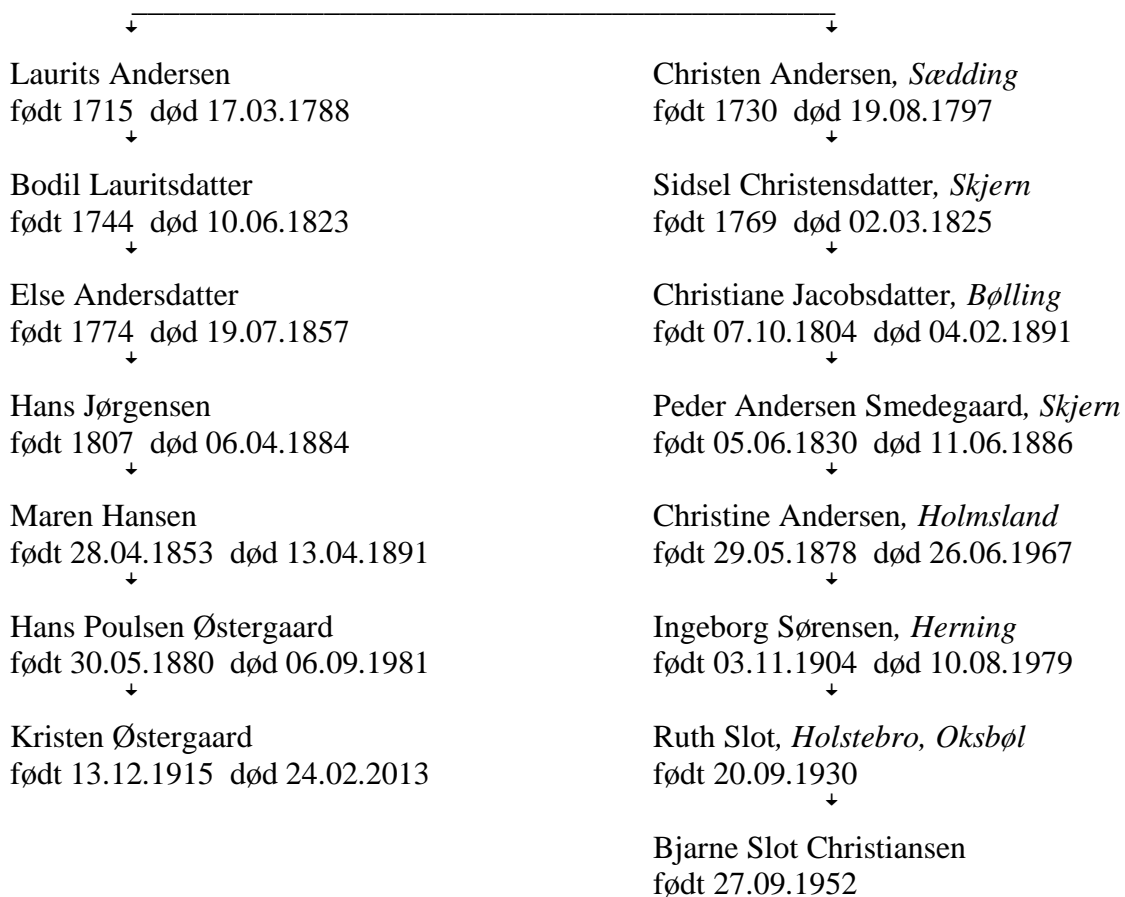 Laurits Andersen
født 1715 død 17.03.1788
Bodil Lauritsdatter
født 1744 død 10.06.1823
Else Andersdatter
født 1774 død 19.07.1857
Hans Jørgensen
født 1807 død 06.04.1884
Maren Hansen
født 28.04.1853 død 13.04.1891
Hans Poulsen Østergaard
født 30.05.1880 død 06.09.1981
Kristen Østergaard
født 13.12.1915 død 24.02.2013
Christen Andersen, Sædding
født 1730 død 19.08.1797
Sidsel Christensdatter, Skjern
født 1769 død 02.03.1825
Christiane Jacobsdatter, Bølling
født 07.10.1804 død 04.02.1891
Peder Andersen Smedegaard, Skjern
født 05.06.1830 død 11.06.1886
Christine Andersen, Holmsland
født 29.05.1878 død 26.06.1967
Ingeborg Sørensen, Herning
født 03.11.1904 død 10.08.1979
Ruth Slot, Holstebro, Oksbøl
født 20.09.1930
Bjarne Slot Christiansen
født 27.09.1952